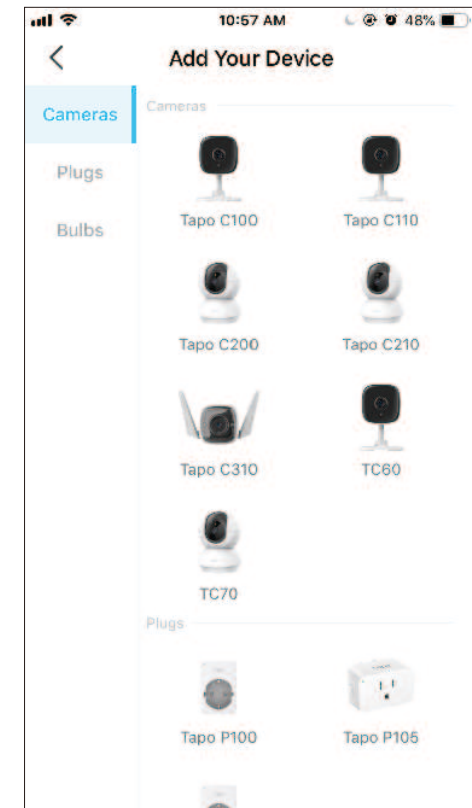 10:57 AM 48%
Add Your Device
Cameras
Plugs
Bulbs
Cameras
Tapo C100 Tapo C110
Tapo C200 Tapo C210
Tapo C310 TC60
TC70
Plugs
Tapo P100 Tapo P105